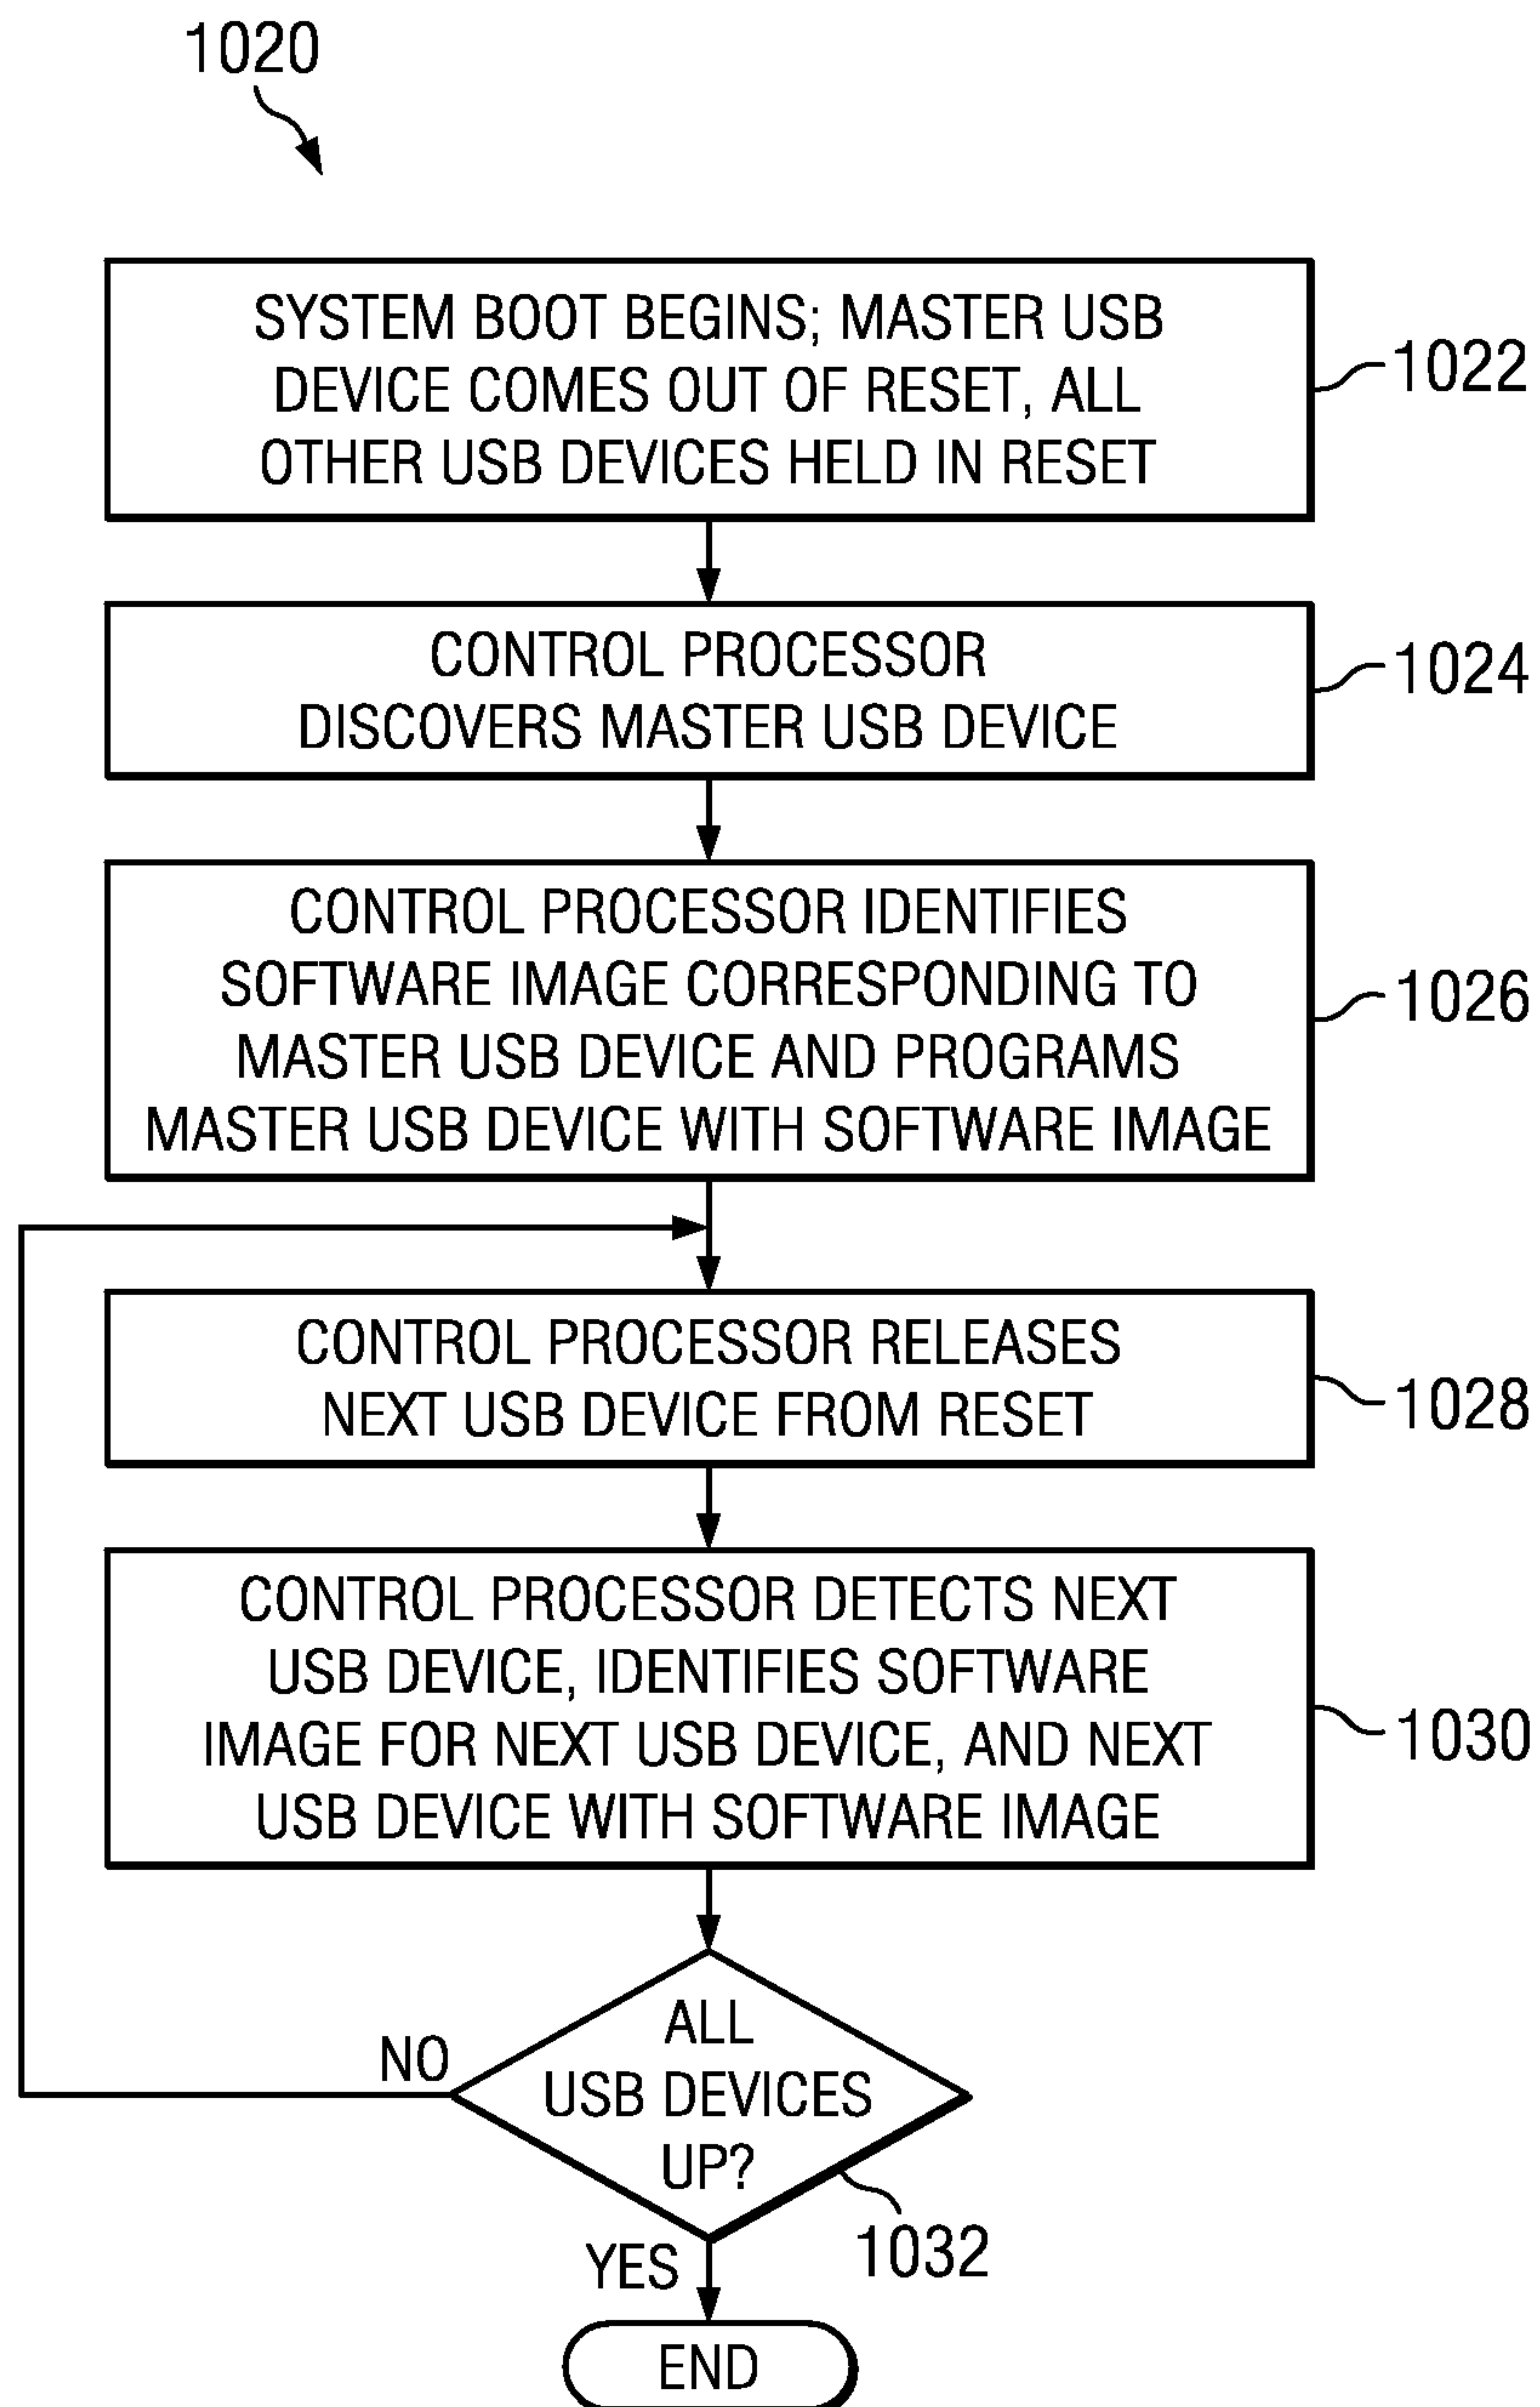 1020
SYSTEM BOOT BEGINS; MASTER USB
DEVICE COMES OUT OF RESET, ALL
OTHER USB DEVICES HELD IN RESET
1022
CONTROL PROCESSOR
DISCOVERS MASTER USB DEVICE
1024
CONTROL PROCESSOR IDENTIFIES
SOFTWARE IMAGE CORRESPONDING TO
MASTER USB DEVICE AND PROGRAMS
MASTER USB DEVICE WITH SOFTWARE IMAGE
1026
CONTROL PROCESSOR RELEASES
NEXT USB DEVICE FROM RESET
1028
CONTROL PROCESSOR DETECTS NEXT
USB DEVICE, IDENTIFIES SOFTWARE
IMAGE FOR NEXT USB DEVICE, AND NEXT
USB DEVICE WITH SOFTWARE IMAGE
1030
ALL
USB DEVICES
UP?
NO
1032
YES
END